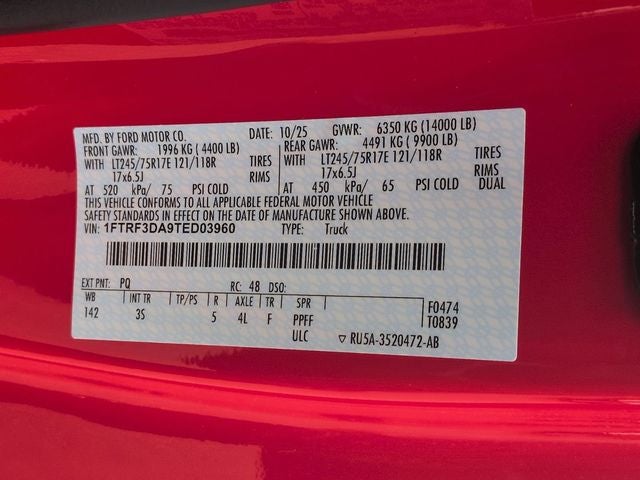 MFD. BY FORD MOTOR CO. DATE: 10/25 GVWR: 6350 KG (14000 LB)
FRONT GAWR: 1996 KG ( 4400 LB) REAR GAWR: 4491 KG ( 9900 LB)
WITH LT245/75R17E 121/118R TIRES WITH LT245/75R17E 121/118R TIRES
17x6.5J RIMS 17x6.5J RIMS
AT 520 kPa/ 75 PSI COLD AT 450 kPa/ 65 PSI COLD DUAL
THIS VEHICLE CONFORMS TO ALL APPLICABLE FEDERAL MOTOR VEHICLE
SAFETY STANDARDS IN EFFECT ON THE DATE OF MANUFACTURE SHOWN ABOVE.
VIN: 1FTRF3DA9TED03960 TYPE: Truck
EXT PNT: PQ RC: 48 DSO:
WB INT TR TP/PS R AXLE TR SPR F0474
142 3S 5 4L F PPFF T0839
ULC ▽ RU5A-3520472-AB